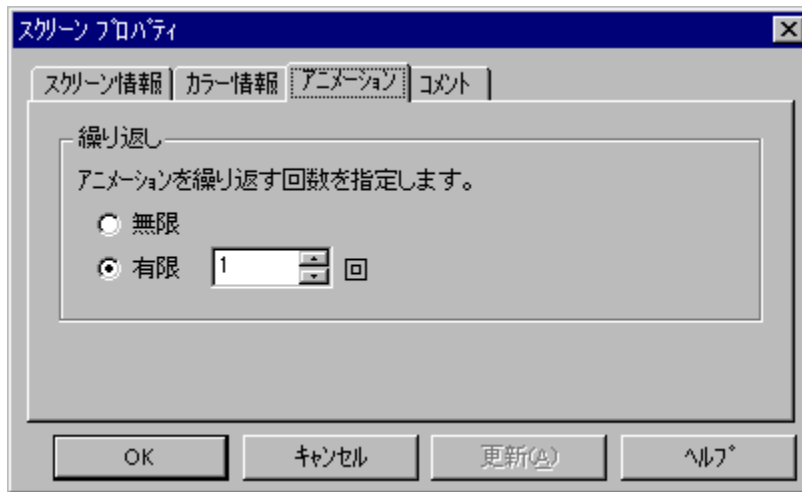 スクリーン プロパティ
スクリーン情報 カラー情報 アニメーション コメント
繰り返し
アニメーションを繰り返す回数を指定します。
無限
有限 1 回
OK キャンセル 更新(A) ヘルプ